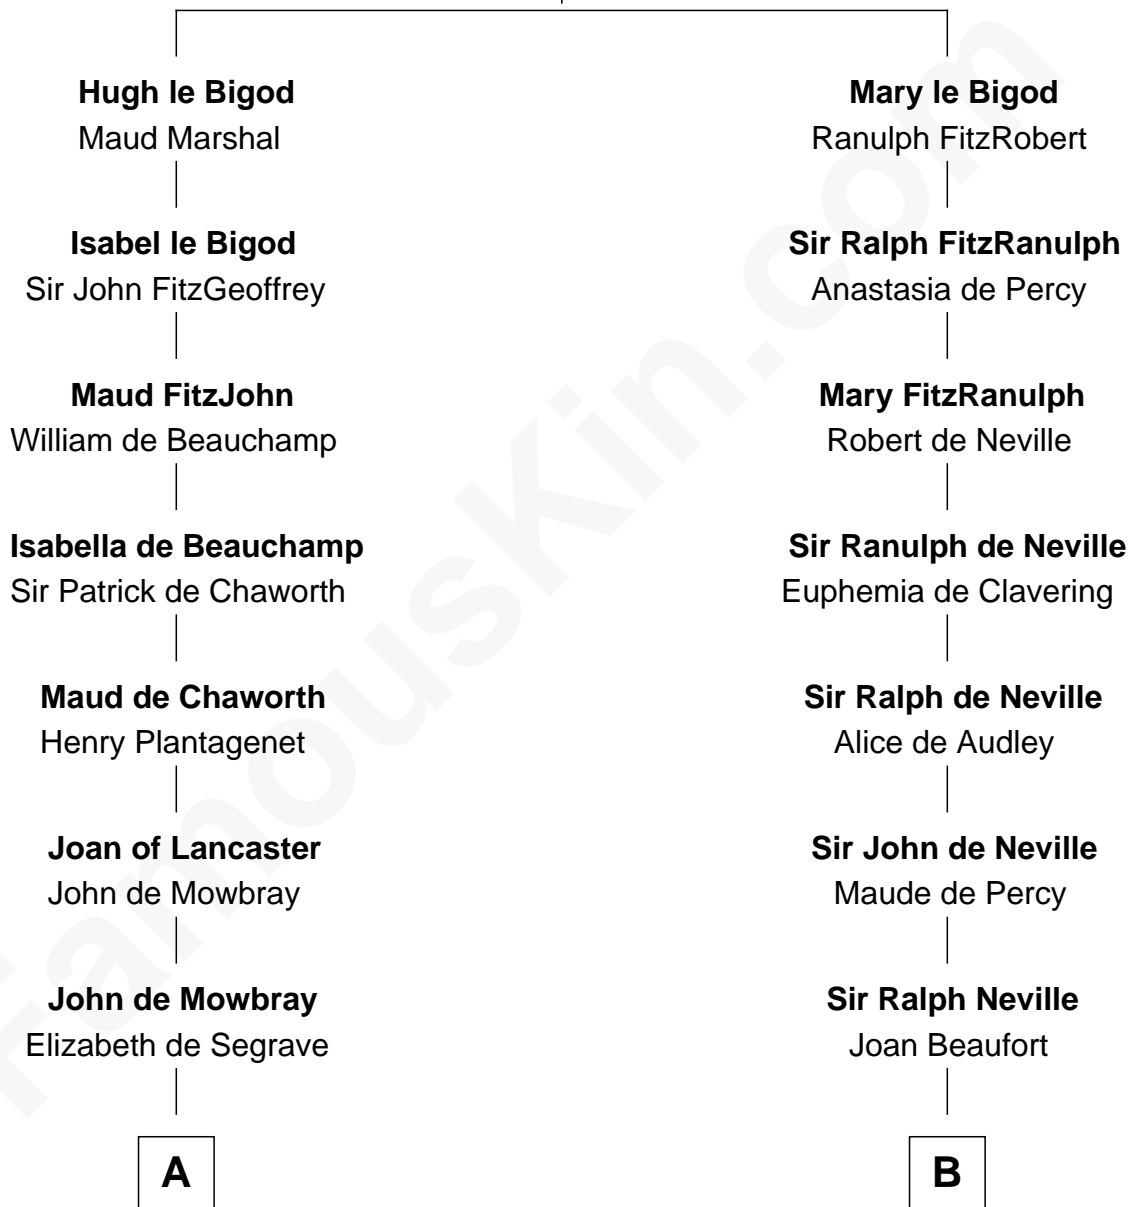 Hugh le Bigod
Maud Marshal
Isabel le Bigod
Sir John FitzGeoffrey
Maud FitzJohn
William de Beauchamp
Isabella de Beauchamp
Sir Patrick de Chaworth
Maud de Chaworth
Henry Plantagenet
Joan of Lancaster
John de Mowbray
John de Mowbray
Elizabeth de Segrave
A
Mary le Bigod
Ranulph FitzRobert
Sir Ralph FitzRanulph
Anastasia de Percy
Mary FitzRanulph
Robert de Neville
Sir Ranulph de Neville
Euphemia de Clavering
Sir Ralph de Neville
Alice de Audley
Sir John de Neville
Maude de Percy
Sir Ralph Neville
Joan Beaufort
B
FamousKin.com